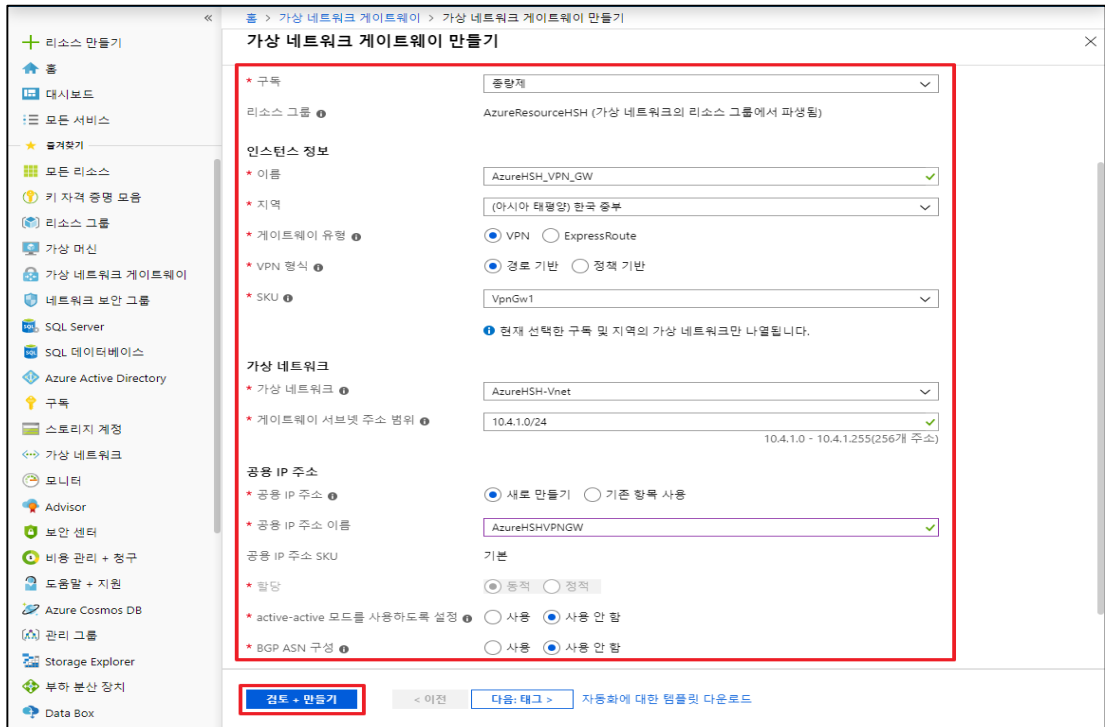 «
홈 > 가상 네트워크 게이트웨이 > 가상 네트워크 게이트웨이 만들기
가상 네트워크 게이트웨이 만들기
리소스 만들기
홈
대시보드
모든 서비스
즐겨찾기
모든 리소스
키 자격 증명 모음
리소스 그룹
가상 머신
가상 네트워크 게이트웨이
네트워크 보안 그룹
SQL Server
SQL 데이터베이스
Azure Active Directory
구독
스토리지 계정
가상 네트워크
모니터
Advisor
보안 센터
비용 관리 + 청구
도움말 + 지원
Azure Cosmos DB
관리 그룹
Storage Explorer
부하 분산 장치
Data Box
* 구독 종량제
리소스 그룹 AzureResourceHSH (가상 네트워크의 리소스 그룹에서 파생됨)
인스턴스 정보
* 이름 AzureHSH_VPN_GW
* 지역 (아시아 태평양) 한국 중부
* 게이트웨이 유형 VPN ExpressRoute
* VPN 형식 경로 기반 정책 기반
* SKU VpnGw1
현재 선택한 구독 및 지역의 가상 네트워크만 나열됩니다.
가상 네트워크
* 가상 네트워크 AzureHSH-Vnet
* 게이트웨이 서브넷 주소 범위 10.4.1.0/24
10.4.1.0 - 10.4.1.255(256개 주소)
공용 IP 주소
* 공용 IP 주소 새로 만들기 기존 항목 사용
* 공용 IP 주소 이름 AzureHSHVPNGW
공용 IP 주소 SKU 기본
* 할당 동적 정적
* active-active 모드를 사용하도록 설정 사용 사용 안 함
* BGP ASN 구성 사용 사용 안 함
검토 + 만들기 < 이전 다음: 태그 > 자동화에 대한 템플릿 다운로드